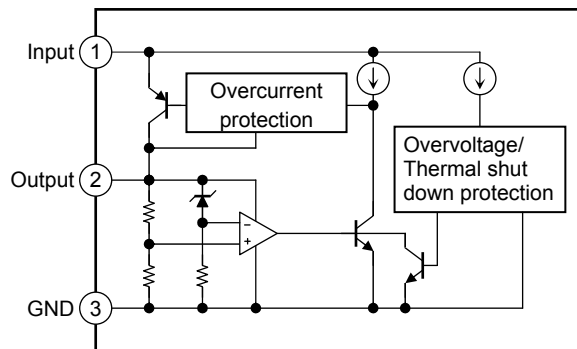 Input 1
Overcurrent
protection
Overvoltage/
Thermal shut
down protection
Output 2
−
+
GND 3